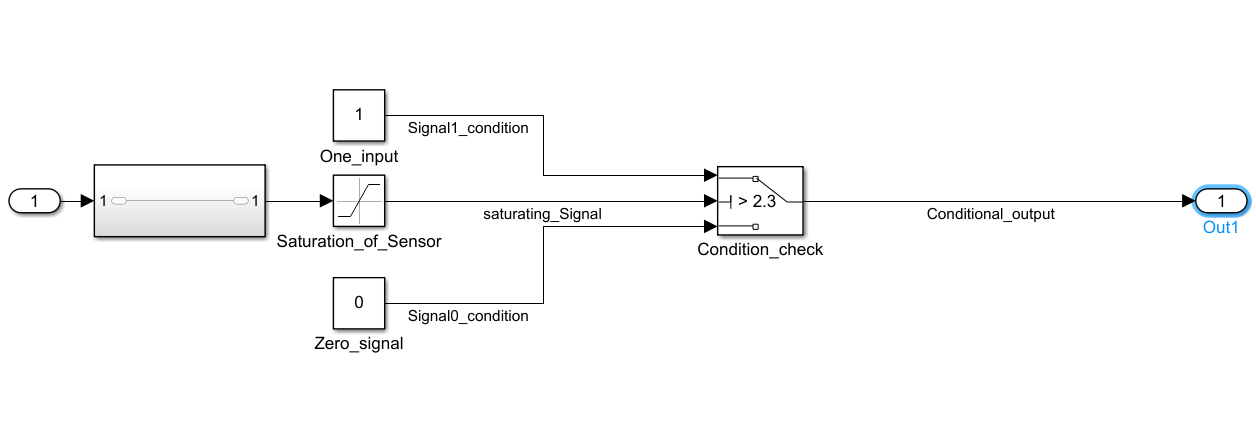 1
Signal1_condition
One_input
1
1
1
saturating_Signal
Saturation_of_Sensor
> 2.3
Condition_check
Conditional_output
1
Out1
0
Signal0_condition
Zero_signal